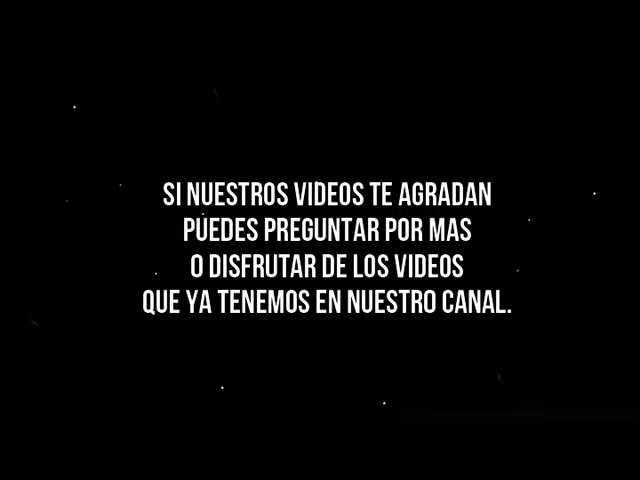 SI NUESTROS VIDEOS TE AGRADAN
PUEDES PREGUNTAR POR MAS
O DISFRUTAR DE LOS VIDEOS
QUE YA TENEMOS EN NUESTRO CANAL.